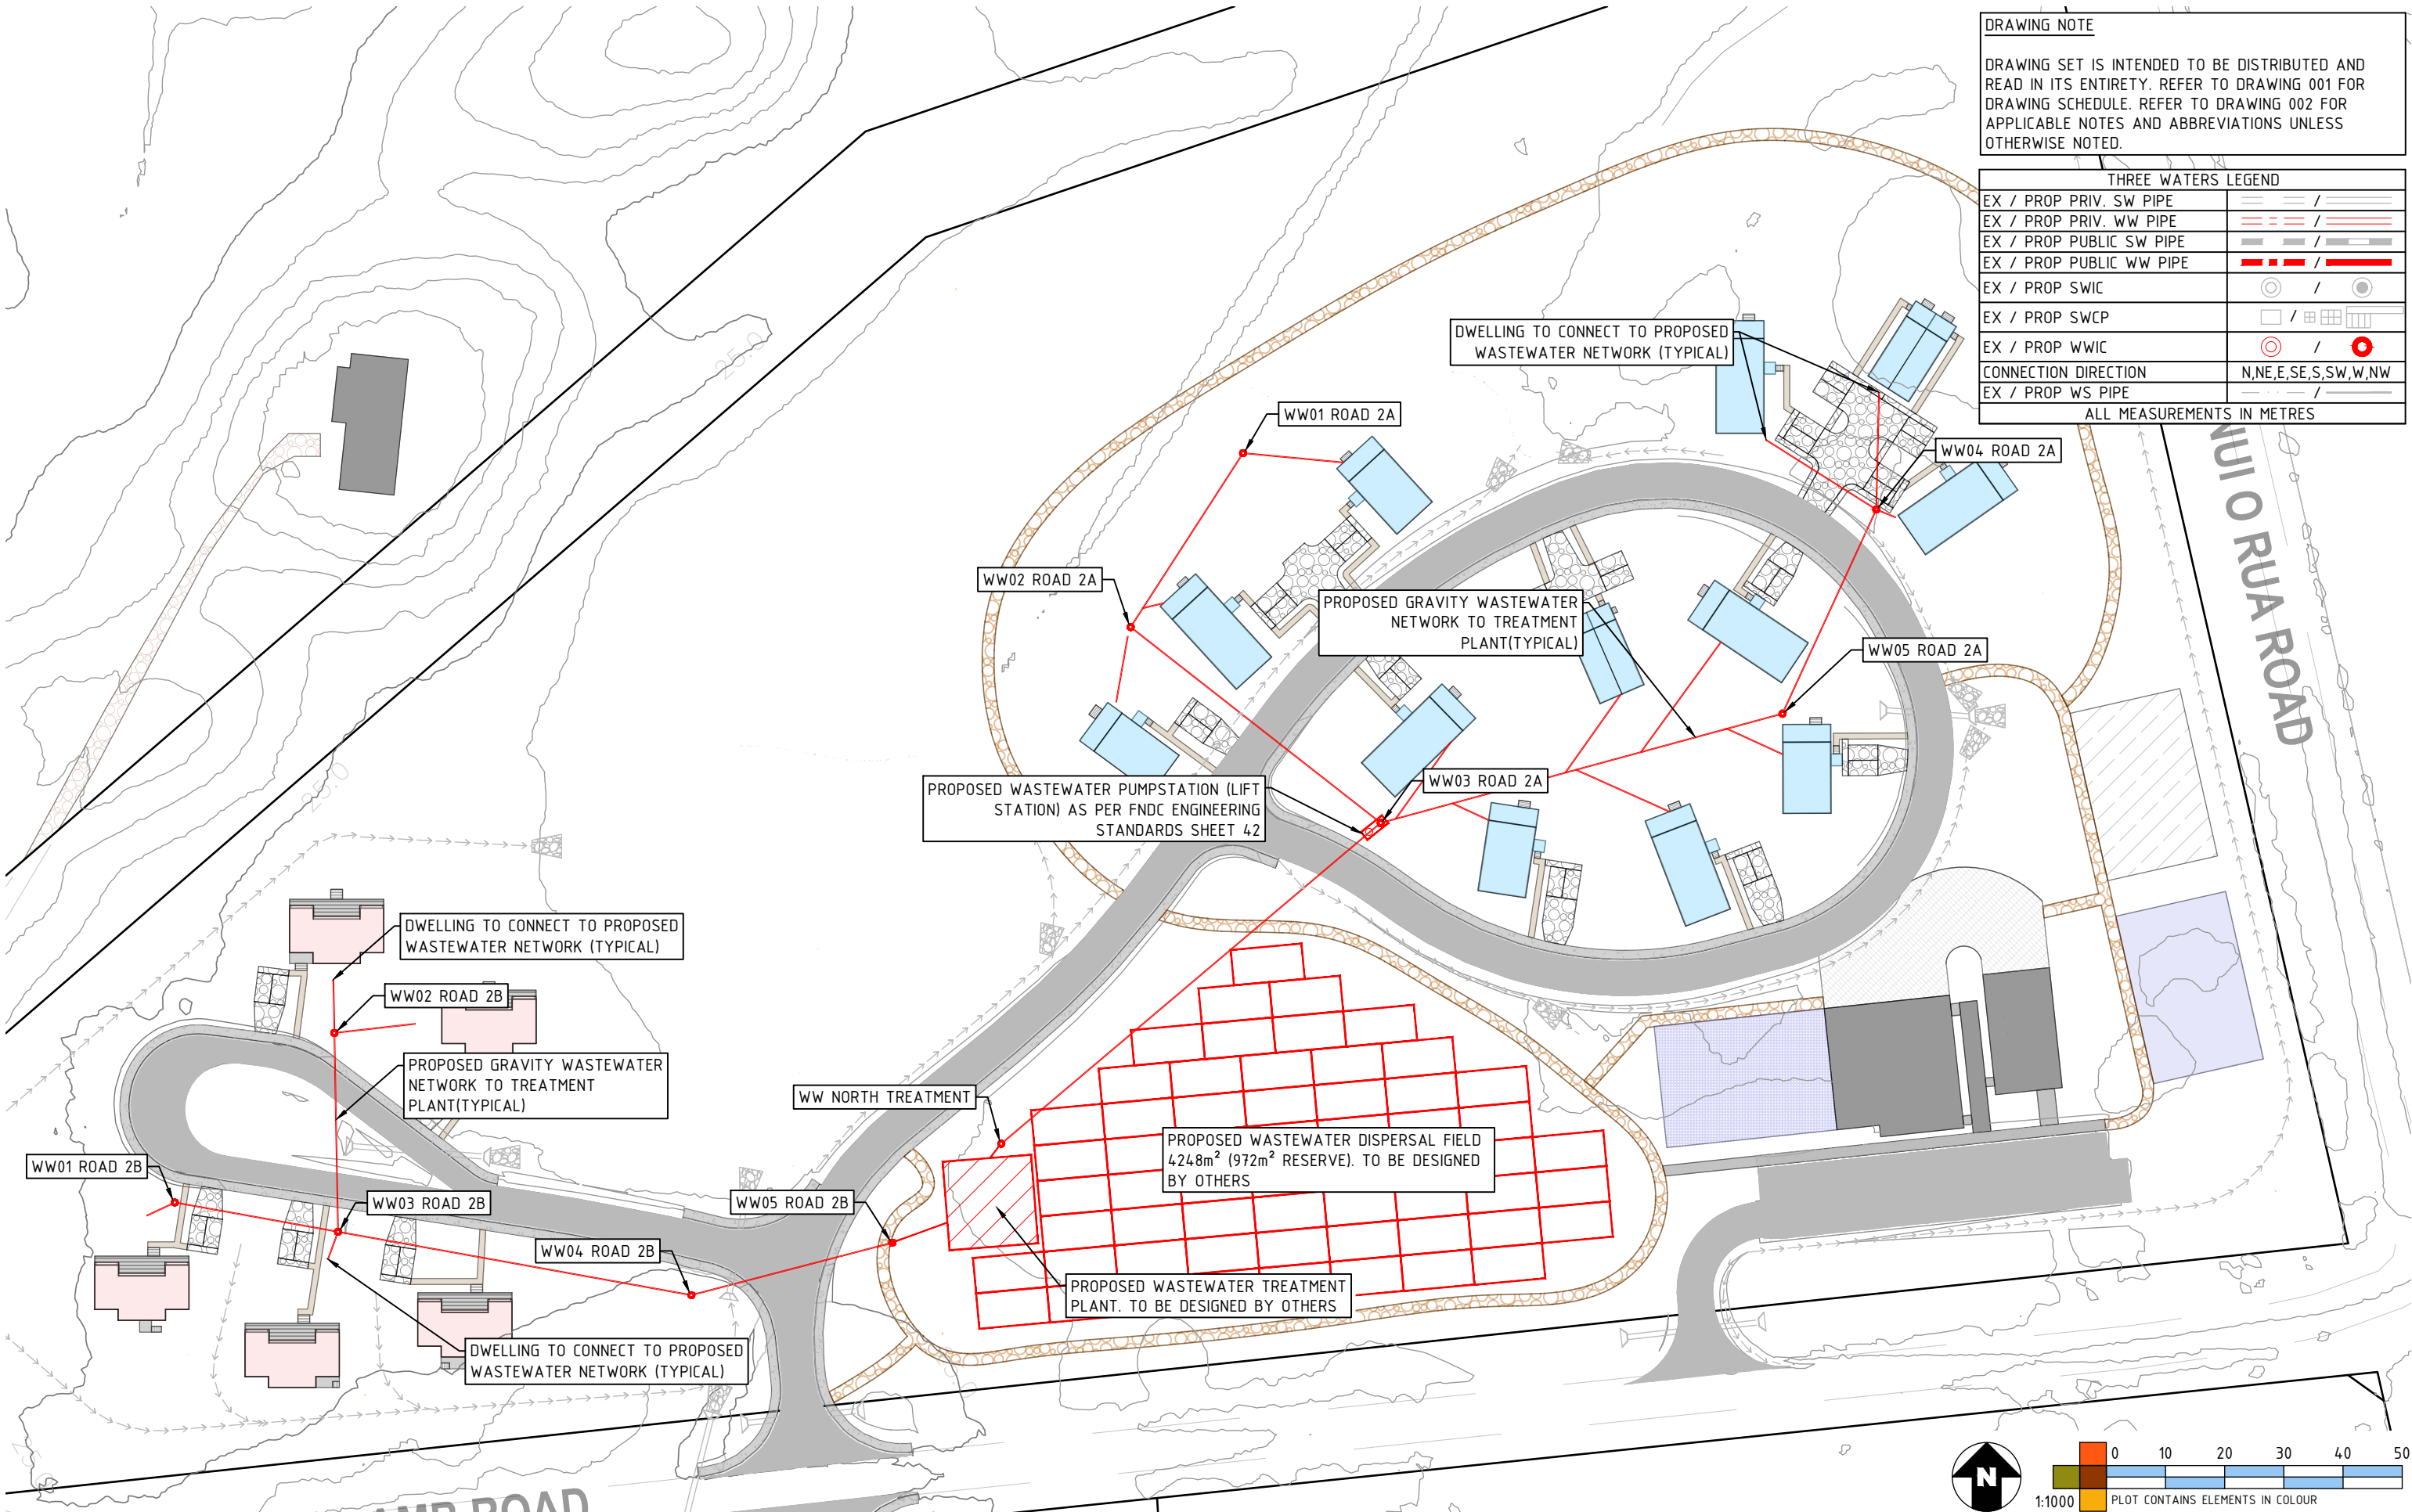 DRAWING NOTE
DRAWING SET IS INTENDED TO BE DISTRIBUTED AND
READ IN ITS ENTIRETY. REFER TO DRAWING 001 FOR
DRAWING SCHEDULE. REFER TO DRAWING 002 FOR
APPLICABLE NOTES AND ABBREVIATIONS UNLESS
OTHERWISE NOTED.
THREE WATERS LEGEND
EX / PROP PRIV. SW PIPE /
EX / PROP PRIV. WW PIPE /
EX / PROP PUBLIC SW PIPE /
EX / PROP PUBLIC WW PIPE /
EX / PROP SWIC /
EX / PROP SWCP /
EX / PROP WWIC /
CONNECTION DIRECTION N,NE,E,SE,S,SW,W,NW
EX / PROP WS PIPE /
ALL MEASUREMENTS IN METRES
DWELLING TO CONNECT TO PROPOSED
WASTEWATER NETWORK (TYPICAL)
WW01 ROAD 2A
WW04 ROAD 2A
NUI O RUA ROAD
25.0
WW02 ROAD 2A
PROPOSED GRAVITY WASTEWATER
NETWORK TO TREATMENT
PLANT(TYPICAL)
WW05 ROAD 2A
WW03 ROAD 2A
PROPOSED WASTEWATER PUMPSTATION (LIFT
STATION) AS PER FNDC ENGINEERING
STANDARDS SHEET 42
DWELLING TO CONNECT TO PROPOSED
WASTEWATER NETWORK (TYPICAL)
WW02 ROAD 2B
PROPOSED GRAVITY WASTEWATER
NETWORK TO TREATMENT
PLANT(TYPICAL)
WW NORTH TREATMENT
PROPOSED WASTEWATER DISPERSAL FIELD
4248m² (972m² RESERVE). TO BE DESIGNED
BY OTHERS
WW01 ROAD 2B
WW03 ROAD 2B
WW05 ROAD 2B
WW04 ROAD 2B
PROPOSED WASTEWATER TREATMENT
PLANT. TO BE DESIGNED BY OTHERS
DWELLING TO CONNECT TO PROPOSED
WASTEWATER NETWORK (TYPICAL)
ROAD
N
0 10 20 30 40 50
1:1000 PLOT CONTAINS ELEMENTS IN COLOUR